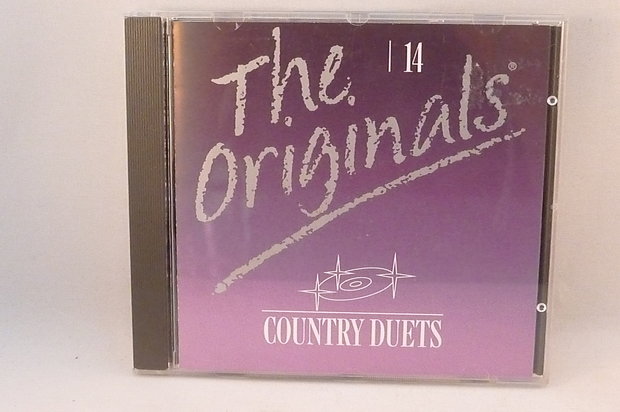 The
| 14
Originals®
COUNTRY DUETS